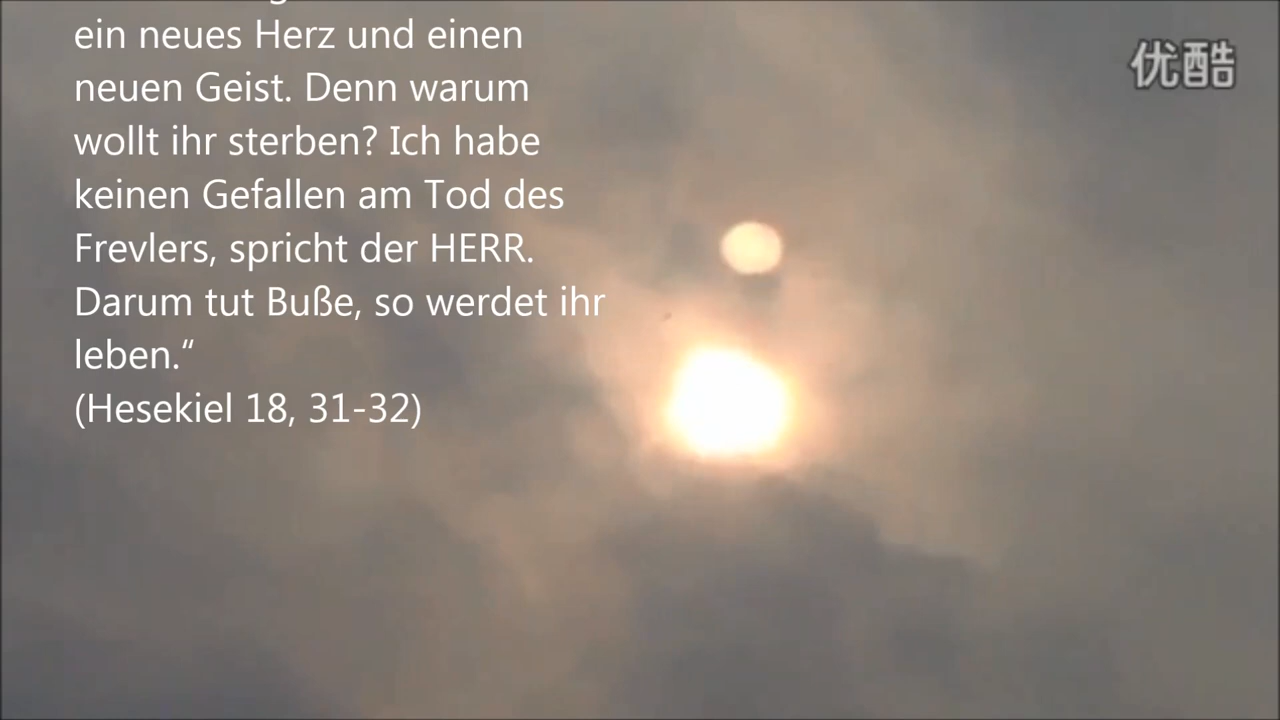 ein neues Herz und einen
neuen Geist. Denn warum
wollt ihr sterben? Ich habe
keinen Gefallen am Tod des
Frevlers, spricht der HERR.
Darum tut Buße, so werdet ihr
leben.“
(Hesekiel 18, 31-32)
优酷